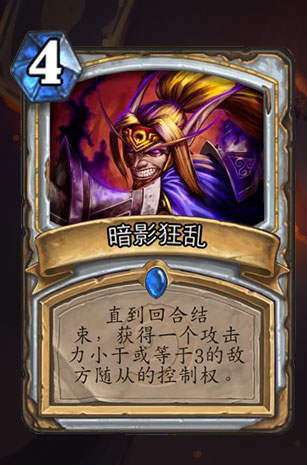 4
暗影狂乱
直到回合结
束，获得一个攻击
力小于或等于3的敌
方随从的控制权。